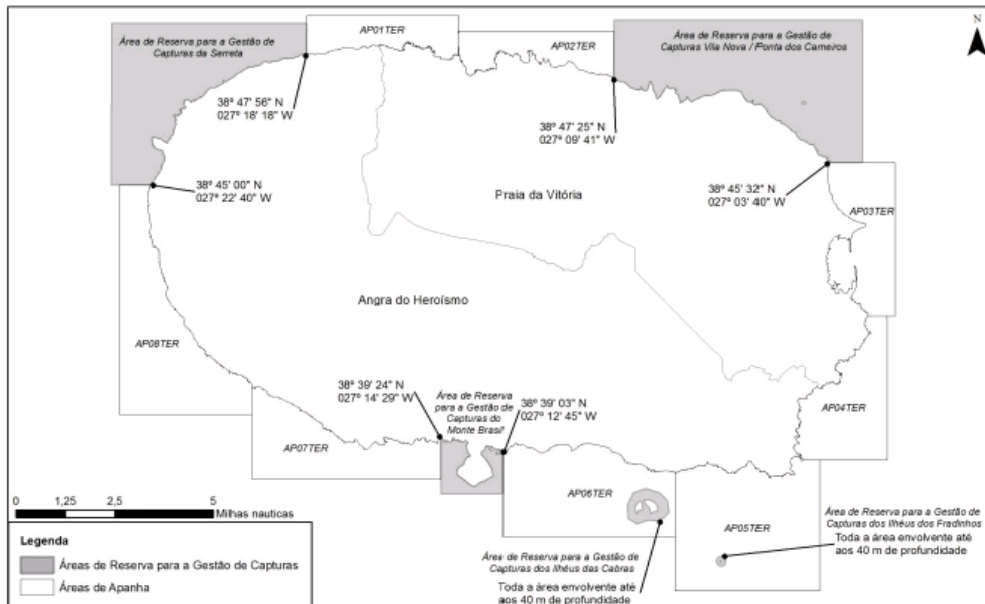 AP01TER
N
Área de Reserva para a Gestão de
Capturas da Serreta
AP02TER
Área de Reserva para a Gestão de
Capturas Vila Nova / Ponta dos Carneiros
38º 47' 56" N
027º 18' 18" W
38º 47' 25" N
027º 09' 41" W
38º 45' 00" N
027º 22' 40" W
Praia da Vitória
38º 45' 32" N
027º 03' 40" W
AP03TER
Angra do Heroísmo
AP08TER
38º 39' 24" N
027º 14' 29" W
Área de Reserva
para a Gestão de
Capturas do
Monte Brasil
38º 39' 03" N
027º 12' 45" W
AP04TER
AP07TER
AP06TER
AP05TER
Área de Reserva para a Gestão de
Capturas dos Ilhéus dos Fradinhos
Toda a área envolvente até
aos 40 m de profundidade
Área de Reserva para a Gestão de
Capturas dos Ilhéus das Cabras
Toda a área envolvente até
aos 40 m de profundidade
0 1,25 2,5 5
Milhas nauticas
Legenda
Áreas de Reserva para a Gestão de Capturas
Áreas de Apanha